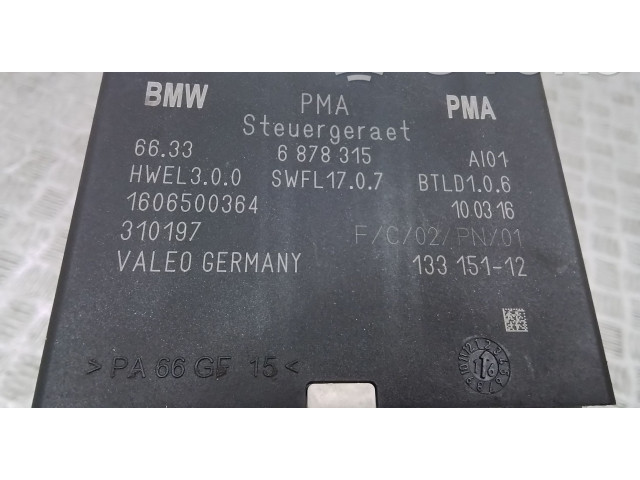 BMW PMA PMA
Steuergeraet
66.33 6 878 315 AI01
HWEL3.0.0 SWFL17.0.7 BTLD1.0.6
1606500364 10.03.16
310197 F/C/02/PN/01
VALEO GERMANY 133 151-12
>PA 66 GF 15<